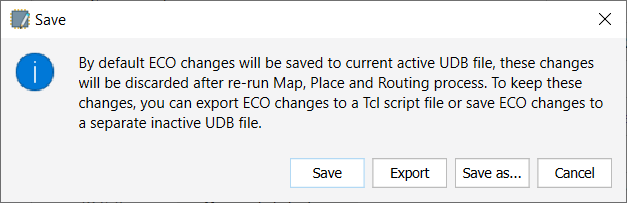 Save
By default ECO changes will be saved to current active UDB file, these changes
will be discarded after re-run Map, Place and Routing process. To keep these
changes, you can export ECO changes to a Tcl script file or save ECO changes to
a separate inactive UDB file.
Save
Export
Save as...
Cancel